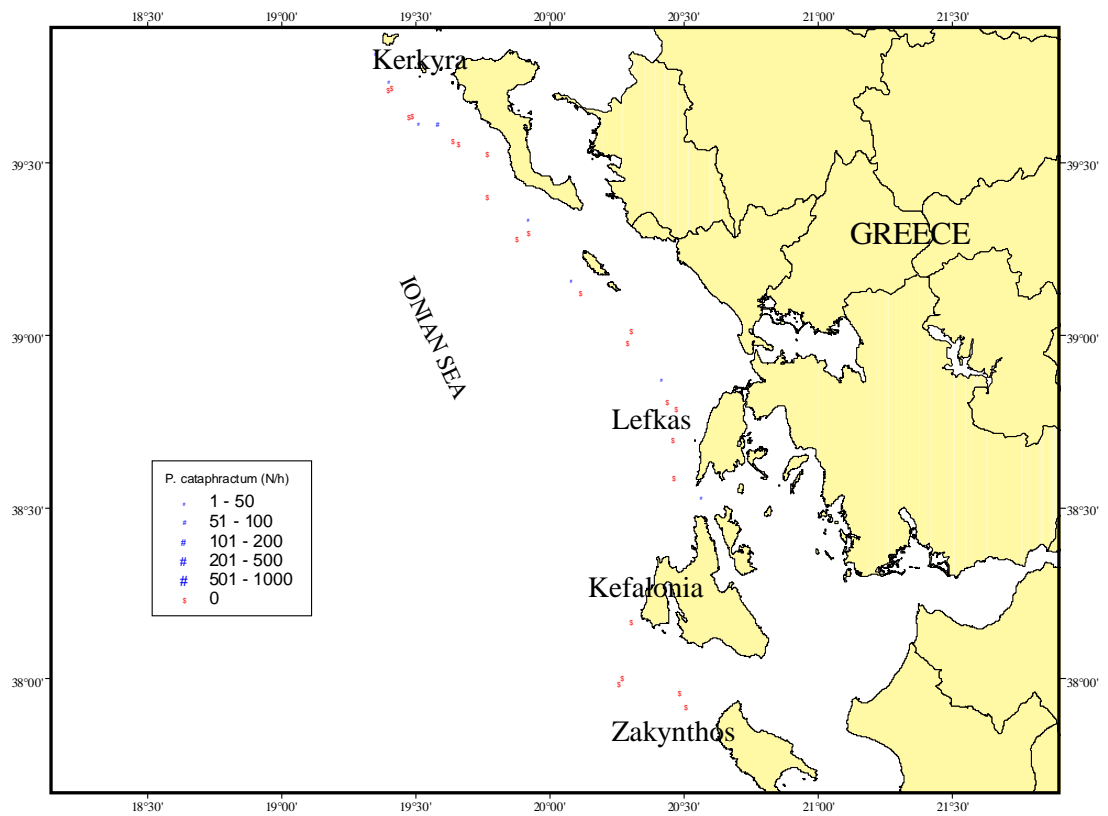 18°30' 19°00' 19°30' 20°00' 20°30' 21°00' 21°30'
Kerkyra
39°30' 39°30'
GREECE
IONIAN SEA
39°00' 39°00'
Lefkas
P. cataphractum (N/h)
# 1 - 50
# 51 - 100
# 101 - 200
# 201 - 500
# 501 - 1000
$ 0
38°30' 38°30'
Kefalonia
38°00' 38°00'
Zakynthos
18°30' 19°00' 19°30' 20°00' 20°30' 21°00' 21°30'